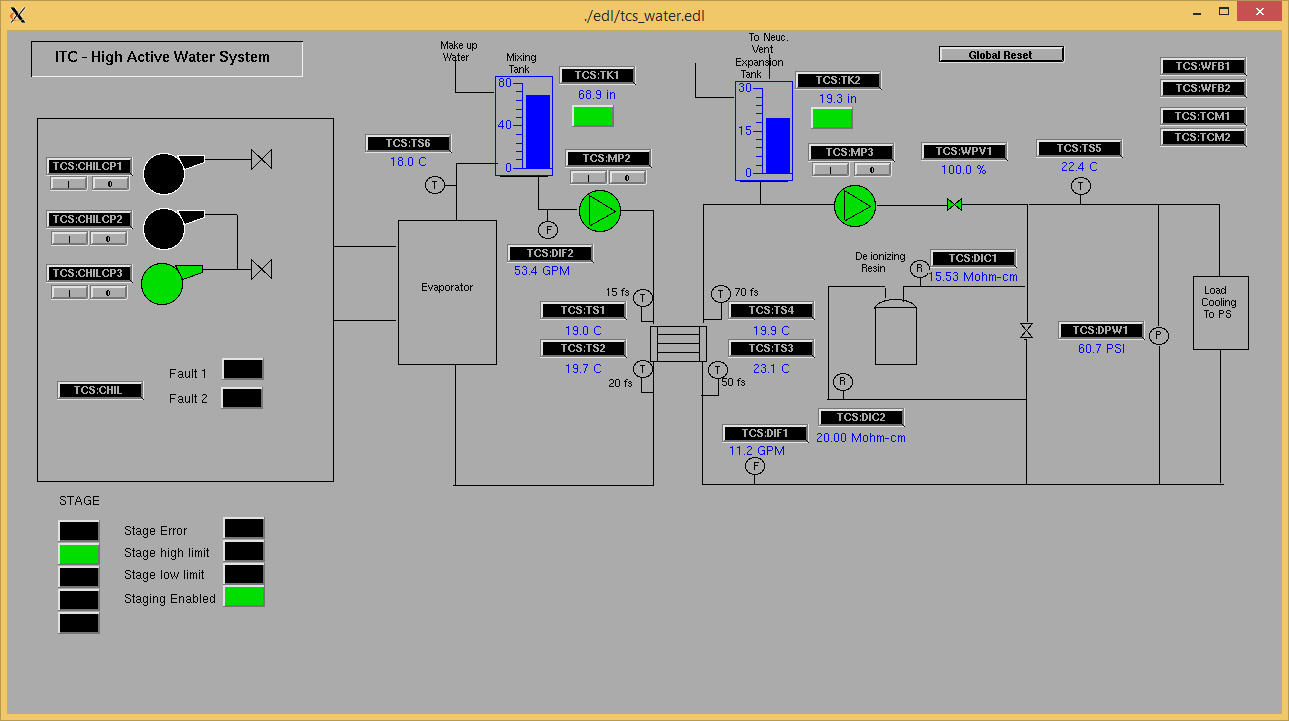 ./edl/tcs_water.edl
ITC - High Active Water System
Make up
Water
Mixing
Tank
80
40
0
TCS:TK1
68.9 in
To Neuc.
Vent
Expansion
Tank
30
15
0
TCS:TK2
19.3 in
Global Reset
TCS:WFB1
TCS:WFB2
TCS:TCM1
TCS:TCM2
TCS:TS6
18.0 C
T
TCS:MP2
I
0
TCS:MP3
I
0
TCS:WPV1
100.0 %
TCS:TS5
22.4 C
T
TCS:CHILCP1
I
0
TCS:CHILCP2
I
0
TCS:CHILCP3
I
0
F
TCS:DIF2
53.4 GPM
De ionizing
Resin
R
TCS:DIC1
15.53 Mohm-cm
Evaporator
15 fs
T
T
70 fs
TCS:TS1
19.0 C
TCS:TS2
19.7 C
TCS:TS4
19.9 C
TCS:TS3
23.1 C
20 fs
T
T
50 fs
Load
Cooling
To PS
TCS:DPW1
60.7 PSI
P
R
TCS:DIC2
20.00 Mohm-cm
TCS:DIF1
11.2 GPM
F
Fault 1
TCS:CHIL
Fault 2
STAGE
Stage Error
Stage high limit
Stage low limit
Staging Enabled